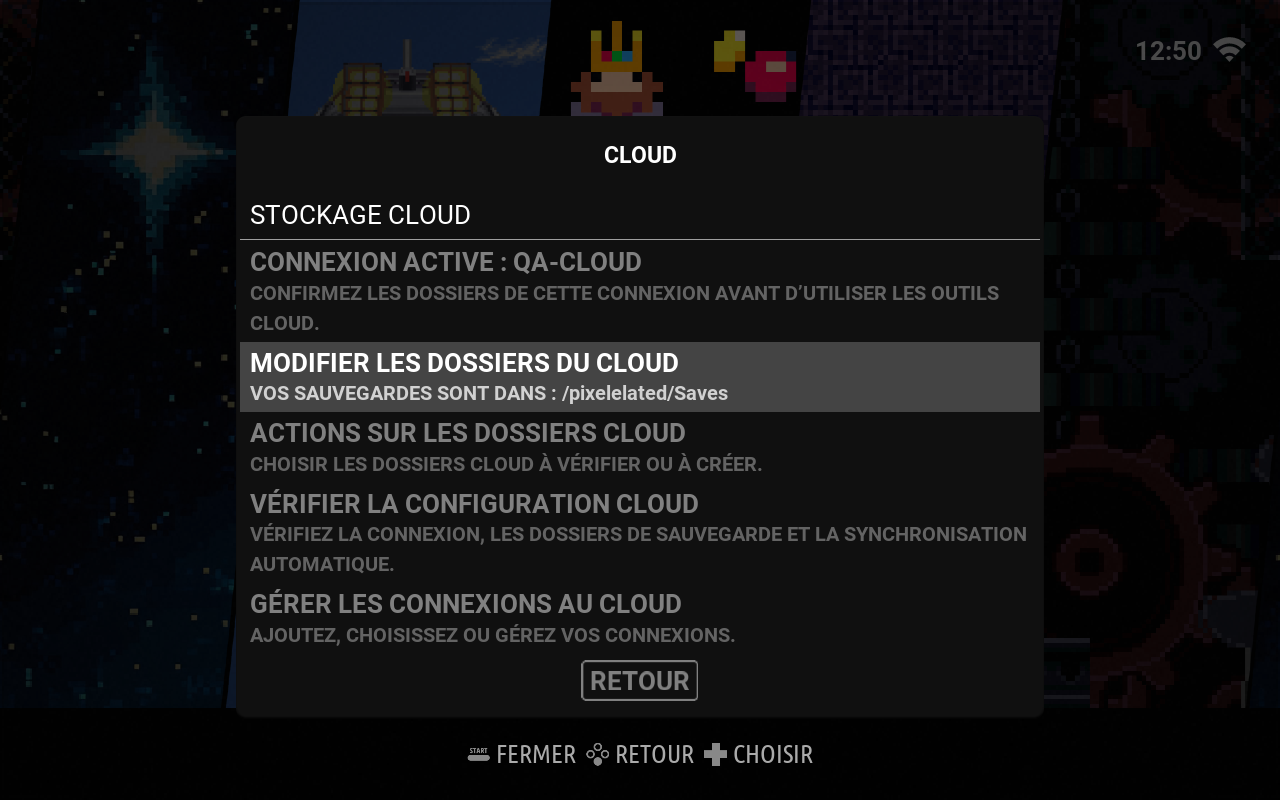 12:50
CLOUD
STOCKAGE CLOUD
CONNEXION ACTIVE : QA-CLOUD
CONFIRMEZ LES DOSSIERS DE CETTE CONNEXION AVANT D’UTILISER LES OUTILS
CLOUD.
MODIFIER LES DOSSIERS DU CLOUD
VOS SAUVEGARDES SONT DANS : /pixelelated/Saves
ACTIONS SUR LES DOSSIERS CLOUD
CHOISIR LES DOSSIERS CLOUD À VÉRIFIER OU À CRÉER.
VÉRIFIER LA CONFIGURATION CLOUD
VÉRIFIEZ LA CONNEXION, LES DOSSIERS DE SAUVEGARDE ET LA SYNCHRONISATION
AUTOMATIQUE.
GÉRER LES CONNEXIONS AU CLOUD
AJOUTEZ, CHOISISSEZ OU GÉREZ VOS CONNEXIONS.
RETOUR
START FERMER RETOUR CHOISIR